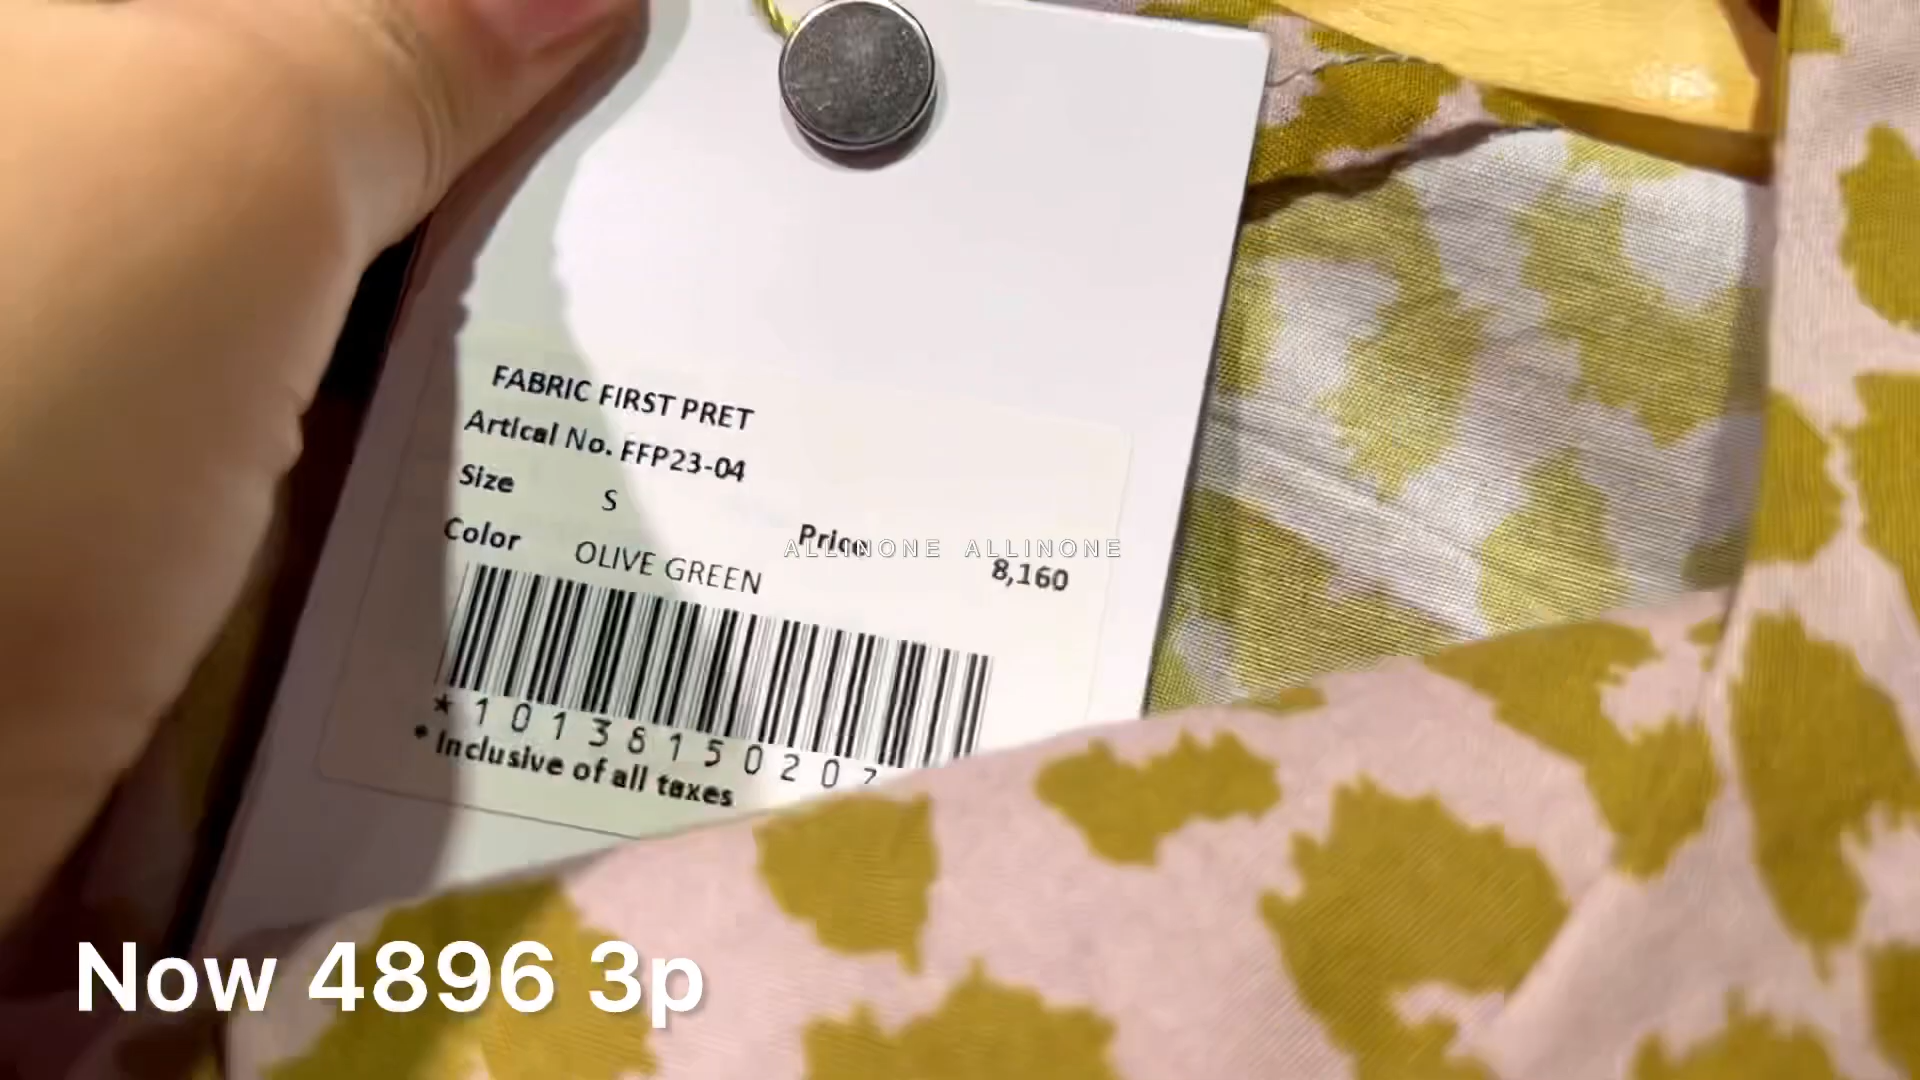 FABRIC FIRST PRET
Artical No. FFP23-04
Size S
Price
Color OLIVE GREEN
8,160
ALLINONE ALLINONE
* Inclusive of all taxes
Now 4896 3p